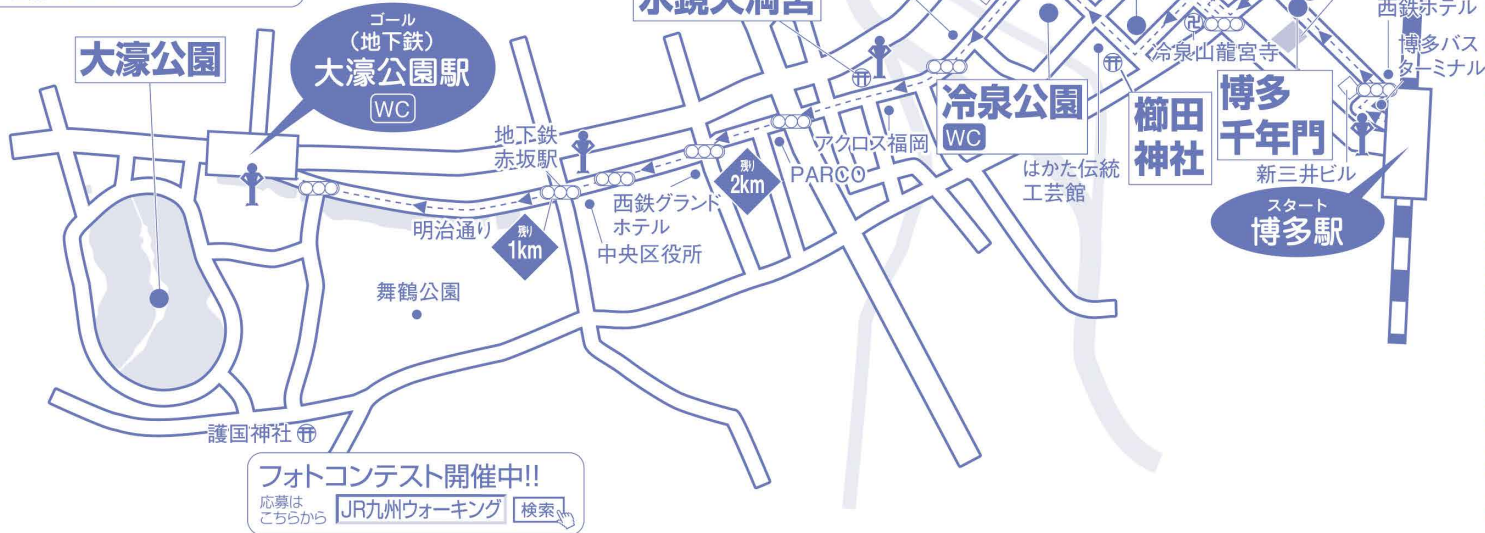 水鏡天満宮
西鉄ホテル
博多バス
ターミナル
冷泉山龍宮寺
大濠公園
ゴール
(地下鉄)
大濠公園駅
WC
地下鉄
赤坂駅
冷泉公園
WC
櫛田
神社
博多
千年門
アクロス福岡
PARCO
はかた伝統
工芸館
新三井ビル
スタート
博多駅
残り
2km
西鉄グランド
ホテル
明治通り
残り
1km
中央区役所
舞鶴公園
護国神社
フォトコンテスト開催中!!
応募は
こちらから
JR九州ウォーキング
検索